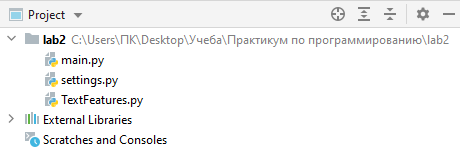 Project
lab2 C:\Users\ПК\Desktop\Учеба\Практикум по программированию\lab2
main.py
settings.py
TextFeatures.py
External Libraries
Scratches and Consoles